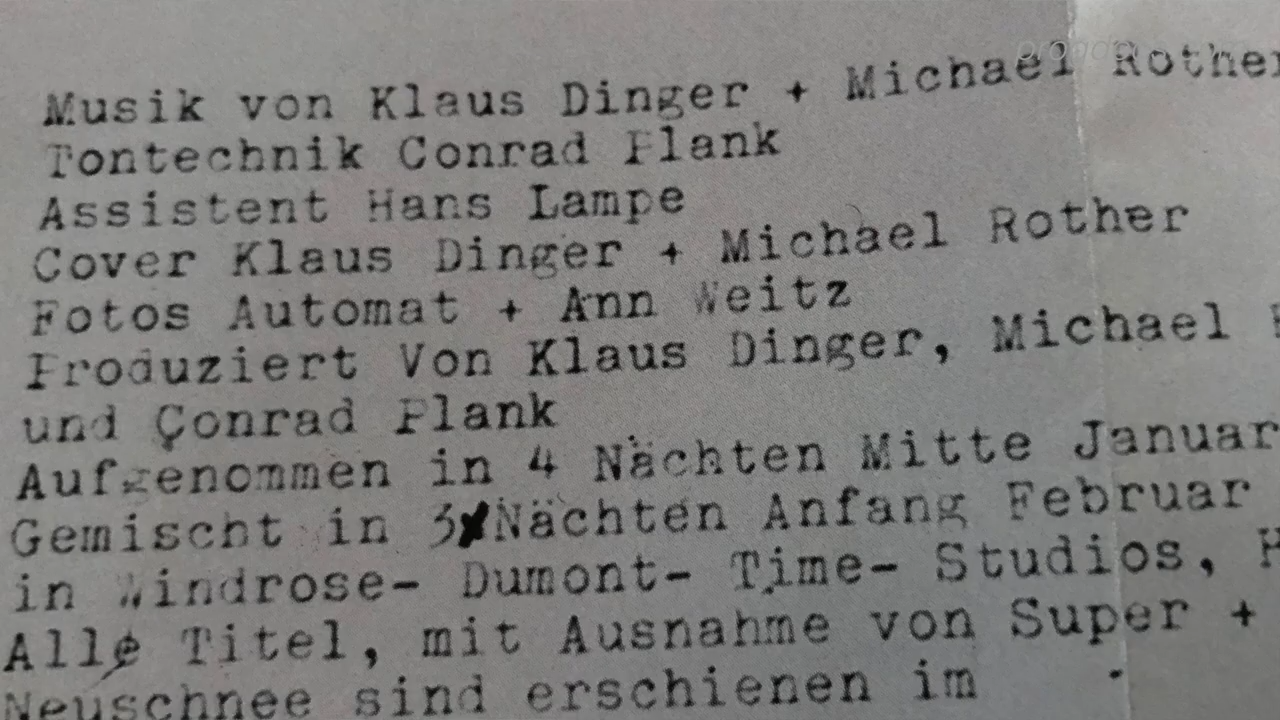 Musik von Klaus Dinger + Michael Rother
Tontechnik Conrad Plank
Assistent Hans Lampe
Cover Klaus Dinger + Michael Rother
Fotos Automat + Ann Weitz
Produziert Von Klaus Dinger, Michael
und Conrad Plank
Aufgenommen in 4 Nächten Mitte Januar
Gemischt in 3 Nächten Anfang Februar
in Windrose- Dumont- Time- Studios, H
Alle Titel, mit Ausnahme von Super +
Neuschnee sind erschienen im